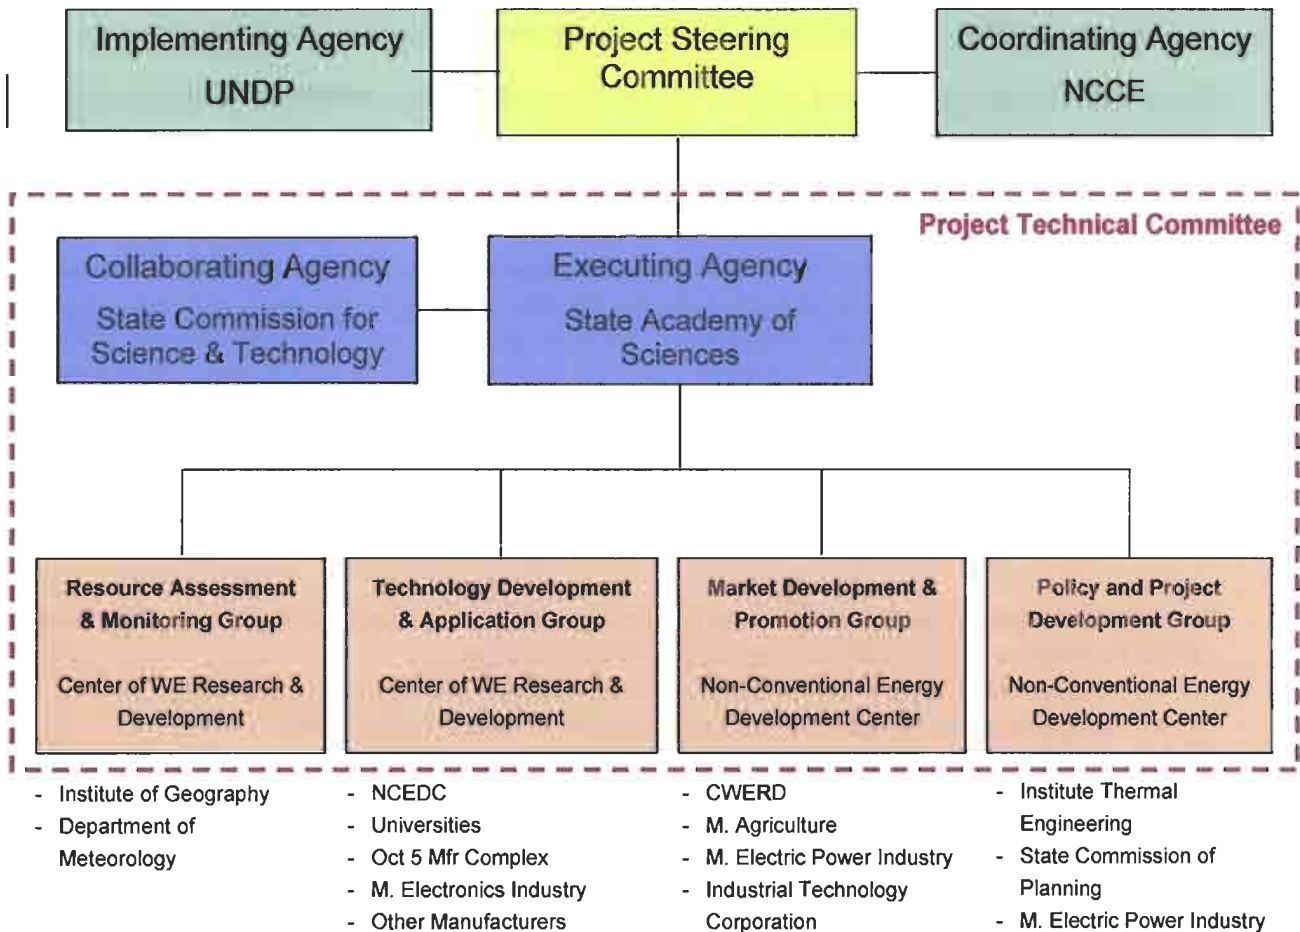 Implementing Agency
UNDP
Project Steering
Committee
Coordinating Agency
NCCE
Project Technical Committee
Collaborating Agency
State Commission for
Science & Technology
Executing Agency
State Academy of
Sciences
Resource Assessment
& Monitoring Group
Center of WE Research &
Development
Technology Development
& Application Group
Center of WE Research &
Development
Market Development &
Promotion Group
Non-Conventional Energy
Development Center
Policy and Project
Development Group
Non-Conventional Energy
Development Center
- Institute of Geography
- Department of
Meteorology
- NCEDC
- Universities
- Oct 5 Mfr Complex
- M. Electronics Industry
- Other Manufacturers
- CWERD
- M. Agriculture
- M. Electric Power Industry
- Industrial Technology
Corporation
- Institute Thermal
Engineering
- State Commission of
Planning
- M. Electric Power Industry